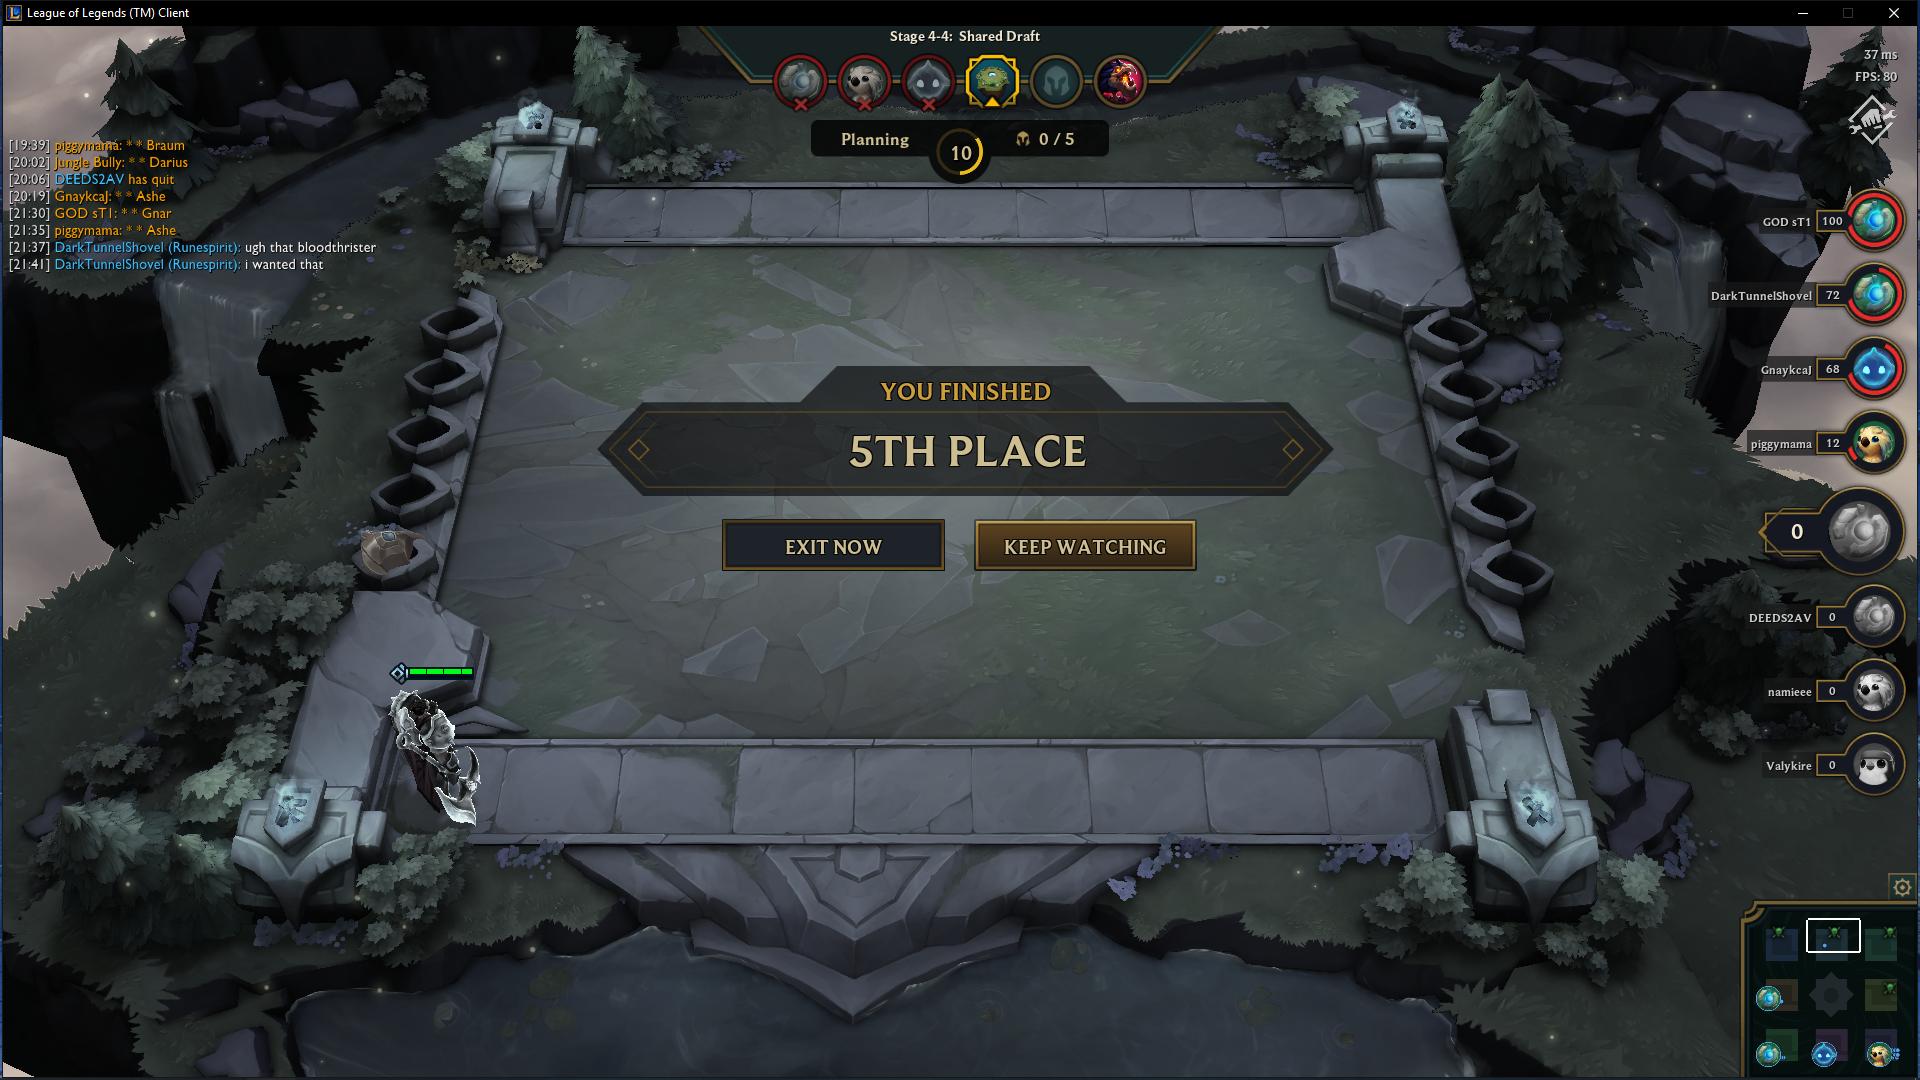 League of Legends (TM) Client
Stage 4-4: Shared Draft
37 ms
FPS: 80
Planning
10
0 / 5
[19:39] piggymama: * * Braum
[20:02] Jungle Bully: * * Darius
[20:06] DEEDS2AV has quit
[20:19] GnaykcaJ: * * Ashe
[21:30] GOD sT1: * * Gnar
[21:35] piggymama: * * Ashe
[21:37] DarkTunnelShovel (Runespirit): ugh that bloodthrister
[21:41] DarkTunnelShovel (Runespirit): i wanted that
GOD sT1 100
DarkTunnelShovel 72
GnaykcaJ 68
piggymama 12
0
DEEDS2AV 0
namieee 0
Valykire 0
YOU FINISHED
5TH PLACE
EXIT NOW
KEEP WATCHING